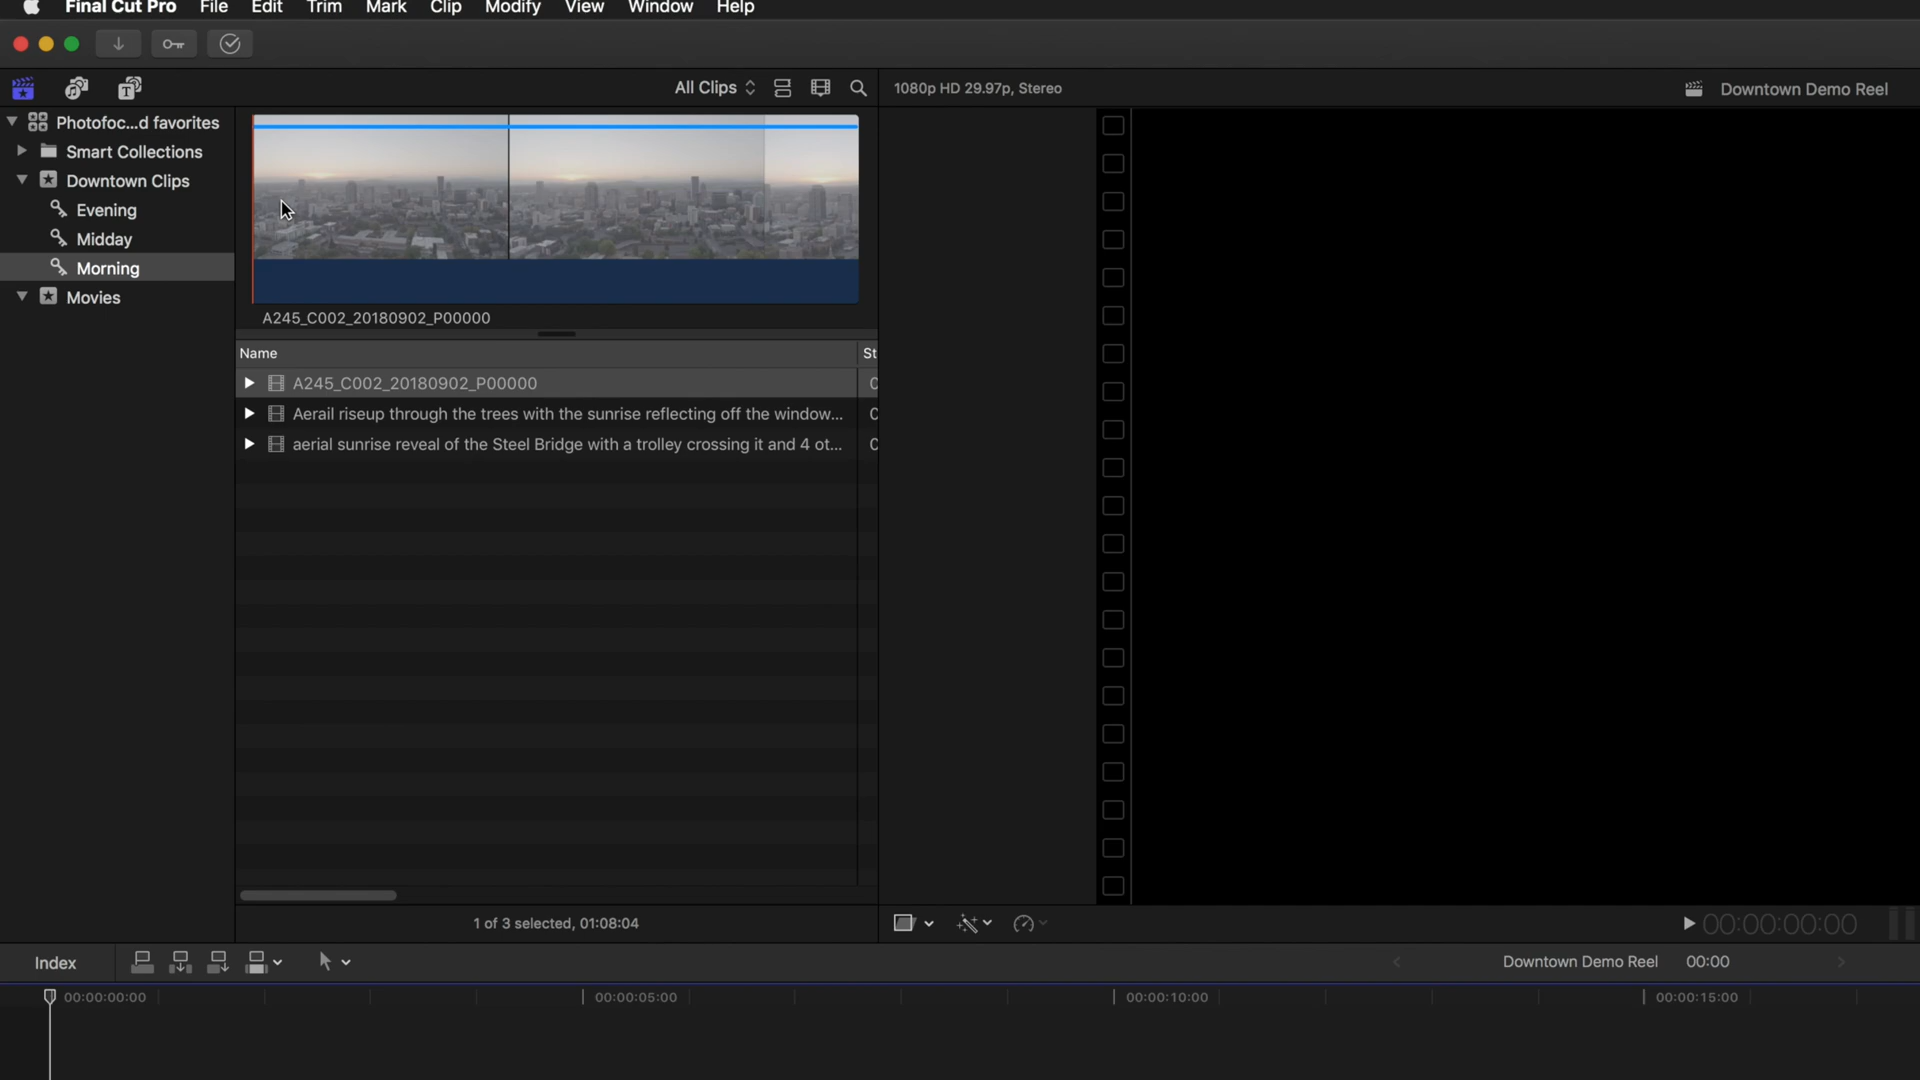 Final Cut Pro File Edit Trim Mark Clip Modify View Window Help
All Clips
1080p HD 29.97p, Stereo
Downtown Demo Reel
Photofoc...d favorites
Smart Collections
Downtown Clips
Evening
Midday
Morning
Movies
A245_C002_20180902_P00000
Name
St
A245_C002_20180902_P00000
Aerail riseup through the trees with the sunrise reflecting off the window...
aerial sunrise reveal of the Steel Bridge with a trolley crossing it and 4 ot...
1 of 3 selected, 01:08:04
00:00:00:00
Index
Downtown Demo Reel 00:00
00:00:00:00 00:00:05:00 00:00:10:00 00:00:15:00